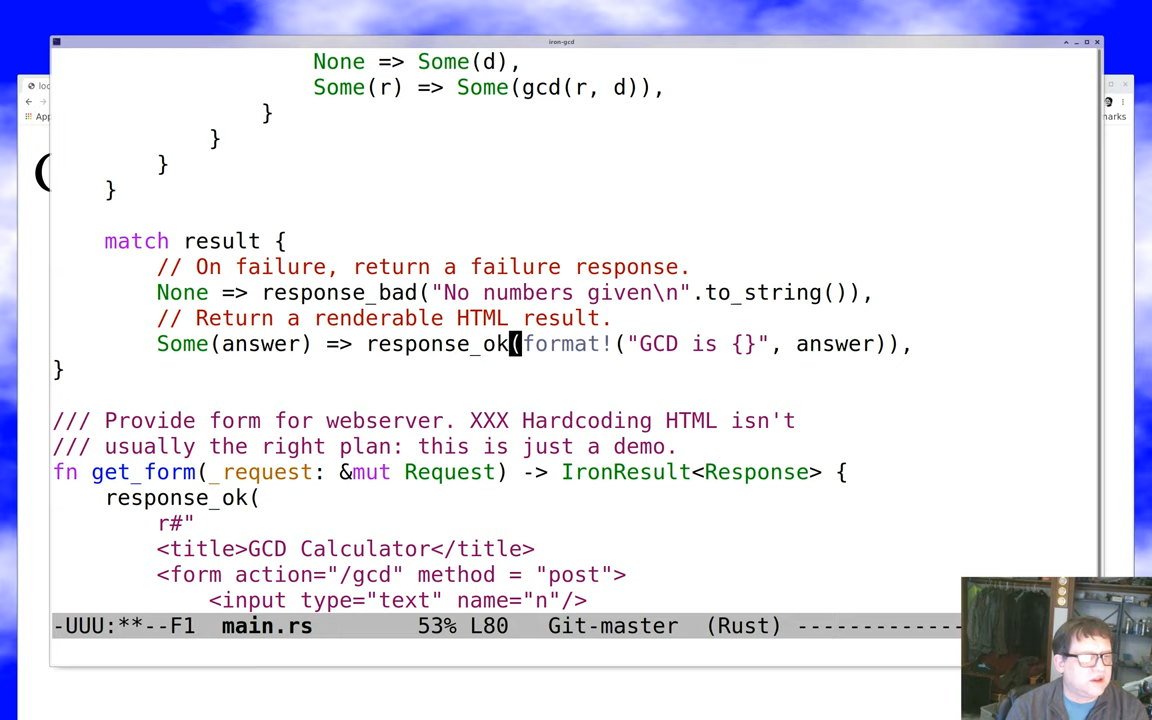 iron-gcd
None => Some(d),
Some(r) => Some(gcd(r, d)),
}
}
}
}
match result {
// On failure, return a failure response.
None => response_bad("No numbers given\n".to_string()),
// Return a renderable HTML result.
Some(answer) => response_ok(format!("GCD is {}", answer)),
}
/// Provide form for webserver. XXX Hardcoding HTML isn't
/// usually the right plan: this is just a demo.
fn get_form(_request: &mut Request) -> IronResult<Response> {
response_ok(
r#"
<title>GCD Calculator</title>
<form action="/gcd" method = "post">
<input type="text" name="n"/>
-UUU:**--F1 main.rs 53% L80 Git-master (Rust) -------------